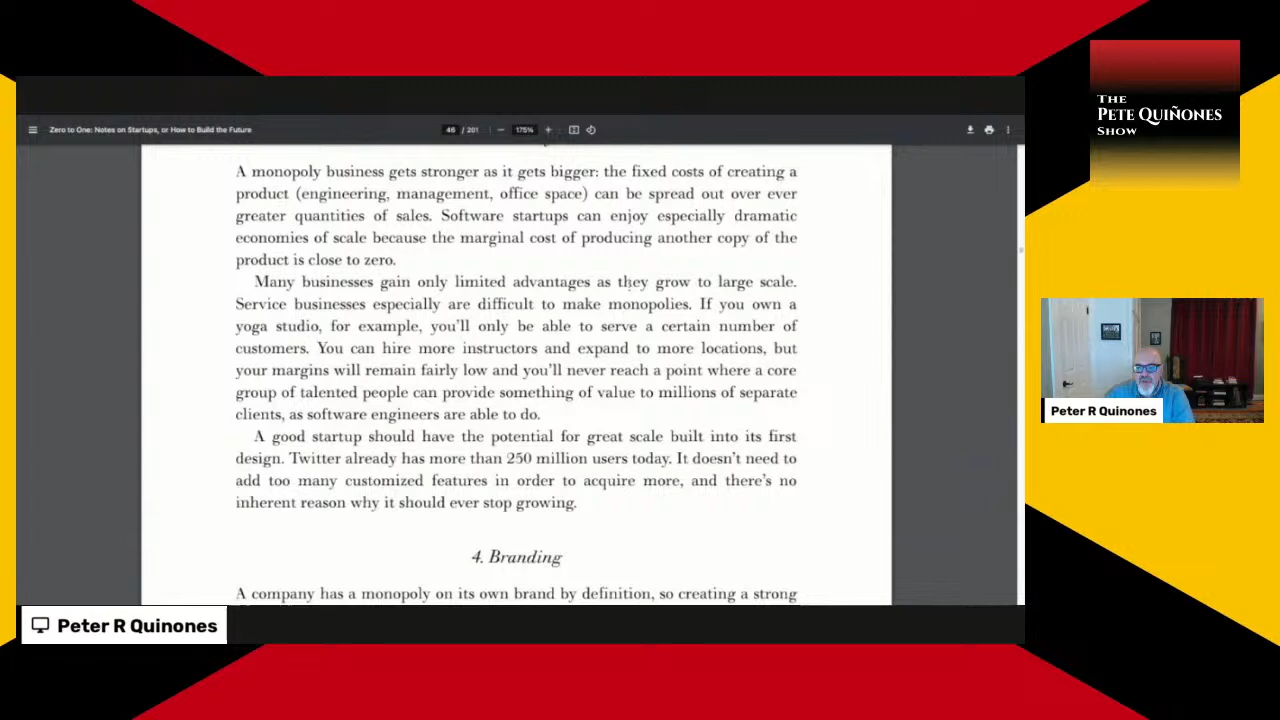 Zero to One: Notes on Startups, or How to Build the Future
46 / 201
175%
A monopoly business gets stronger as it gets bigger: the fixed costs of creating a
product (engineering, management, office space) can be spread out over ever
greater quantities of sales. Software startups can enjoy especially dramatic
economies of scale because the marginal cost of producing another copy of the
product is close to zero.
Many businesses gain only limited advantages as they grow to large scale.
Service businesses especially are difficult to make monopolies. If you own a
yoga studio, for example, you'll only be able to serve a certain number of
customers. You can hire more instructors and expand to more locations, but
your margins will remain fairly low and you'll never reach a point where a core
group of talented people can provide something of value to millions of separate
clients, as software engineers are able to do.
A good startup should have the potential for great scale built into its first
design. Twitter already has more than 250 million users today. It doesn't need to
add too many customized features in order to acquire more, and there's no
inherent reason why it should ever stop growing.
4. Branding
A company has a monopoly on its own brand by definition, so creating a strong
Peter R Quinones
THE
PETE QUIÑONES
SHOW
Peter R Quinones